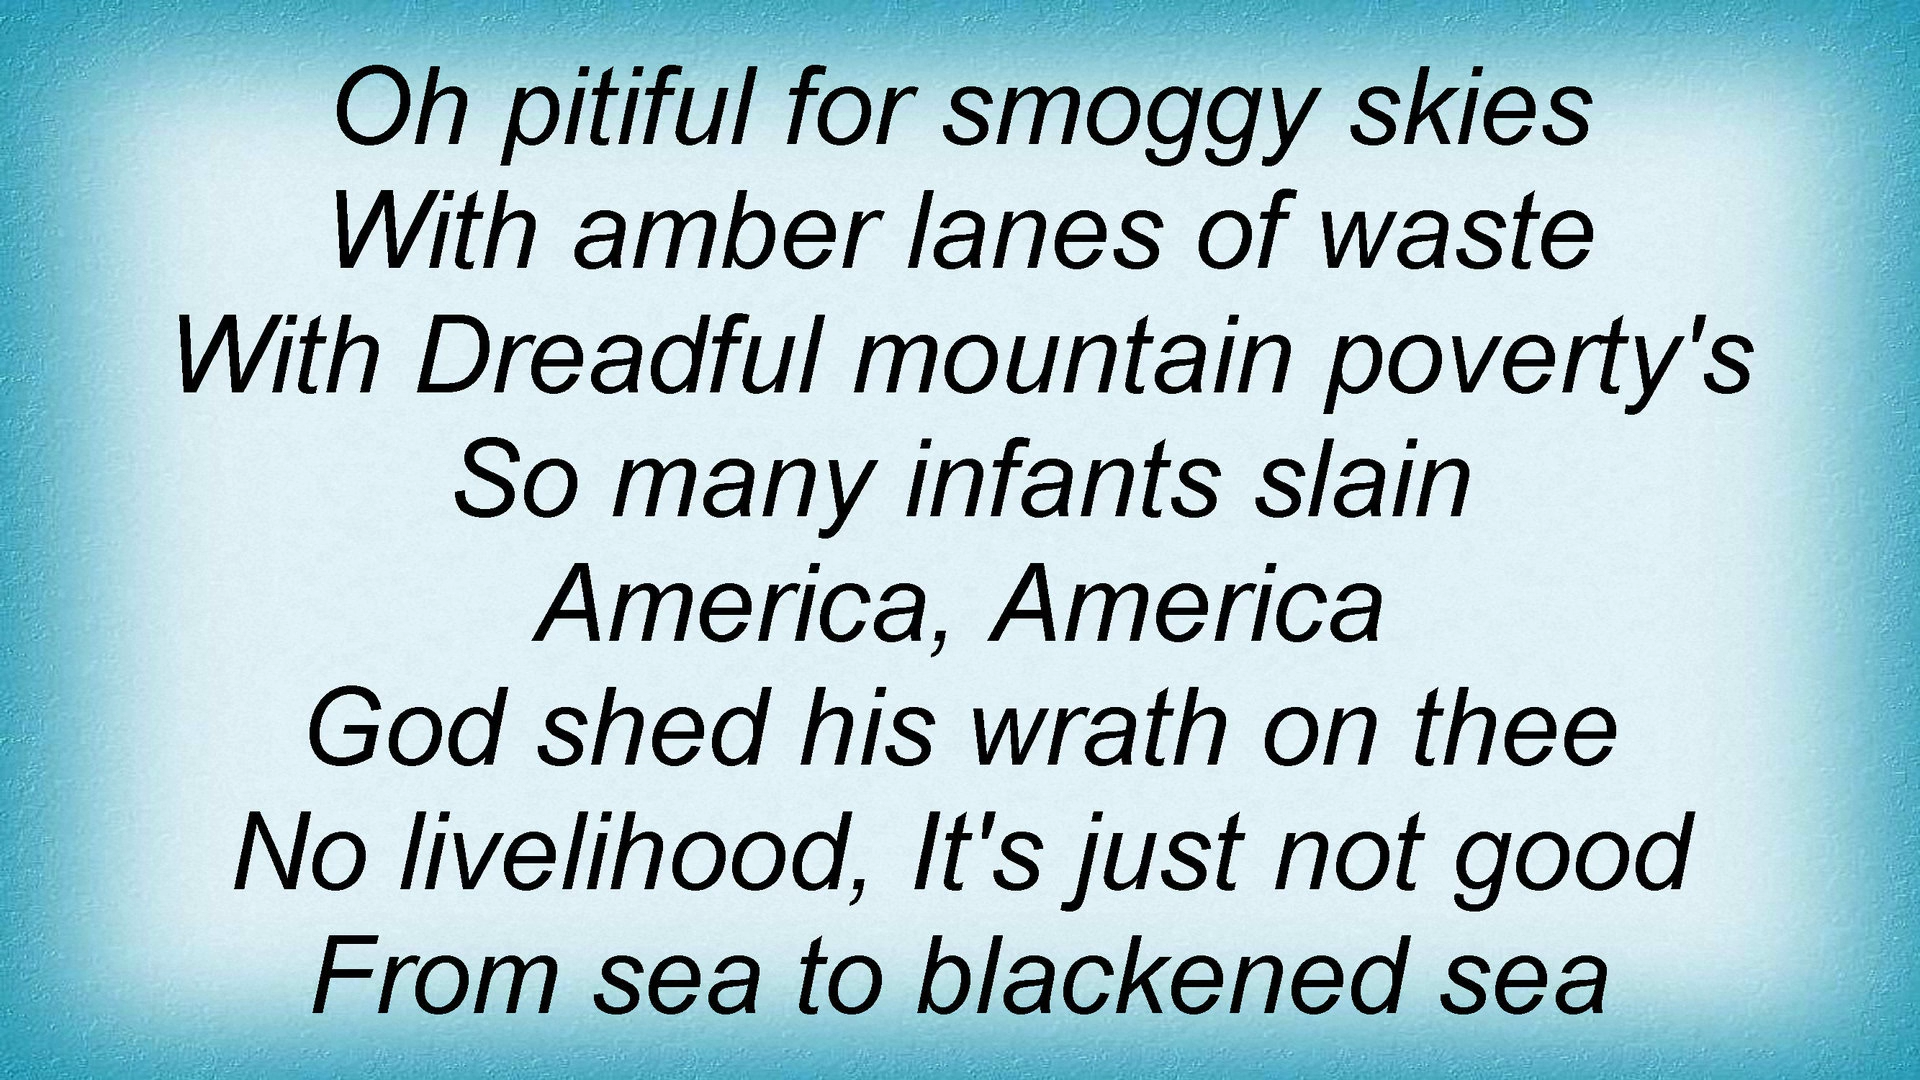 Oh pitiful for smoggy skies
With amber lanes of waste
With Dreadful mountain poverty's
So many infants slain
America, America
God shed his wrath on thee
No livelihood, It's just not good
From sea to blackened sea